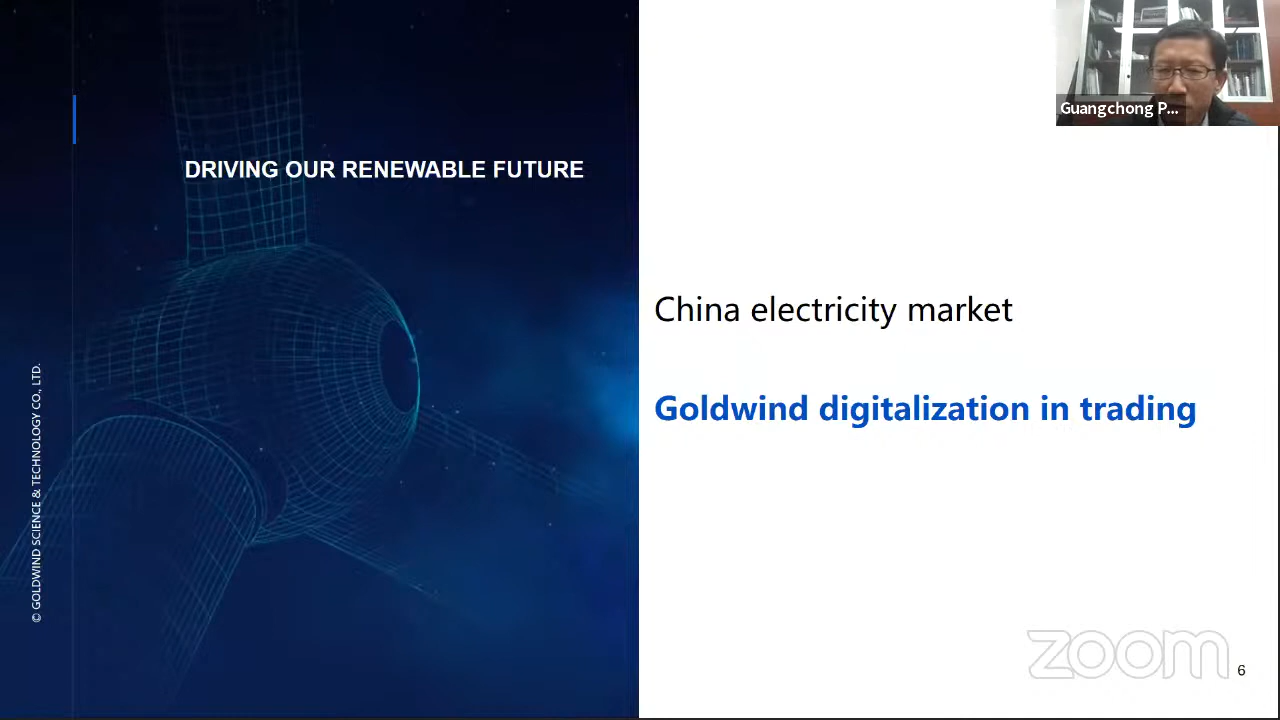 Guangchong P...
DRIVING OUR RENEWABLE FUTURE
China electricity market
Goldwind digitalization in trading
© GOLDWIND SCIENCE & TECHNOLOGY CO., LTD.
zoom
6